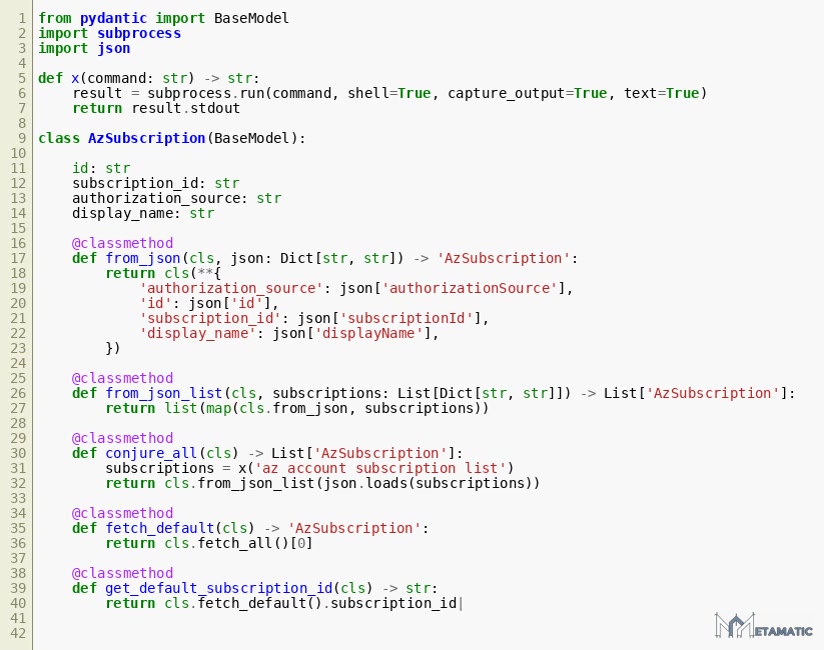 1 from pydantic import BaseModel
2 import subprocess
3 import json
4
5 def x(command: str) -> str:
6     result = subprocess.run(command, shell=True, capture_output=True, text=True)
7     return result.stdout
8
9 class AzSubscription(BaseModel):
10
11     id: str
12     subscription_id: str
13     authorization_source: str
14     display_name: str
15
16     @classmethod
17     def from_json(cls, json: Dict[str, str]) -> 'AzSubscription':
18         return cls(**{
19             'authorization_source': json['authorizationSource'],
20             'id': json['id'],
21             'subscription_id': json['subscriptionId'],
22             'display_name': json['displayName'],
23         })
24
25     @classmethod
26     def from_json_list(cls, subscriptions: List[Dict[str, str]]) -> List['AzSubscription']:
27         return list(map(cls.from_json, subscriptions))
28
29     @classmethod
30     def conjure_all(cls) -> List['AzSubscription']:
31         subscriptions = x('az account subscription list')
32         return cls.from_json_list(json.loads(subscriptions))
33
34     @classmethod
35     def fetch_default(cls) -> 'AzSubscription':
36         return cls.fetch_all()[0]
37
38     @classmethod
39     def get_default_subscription_id(cls) -> str:
40         return cls.fetch_default().subscription_id|
41
42
METAMATIC